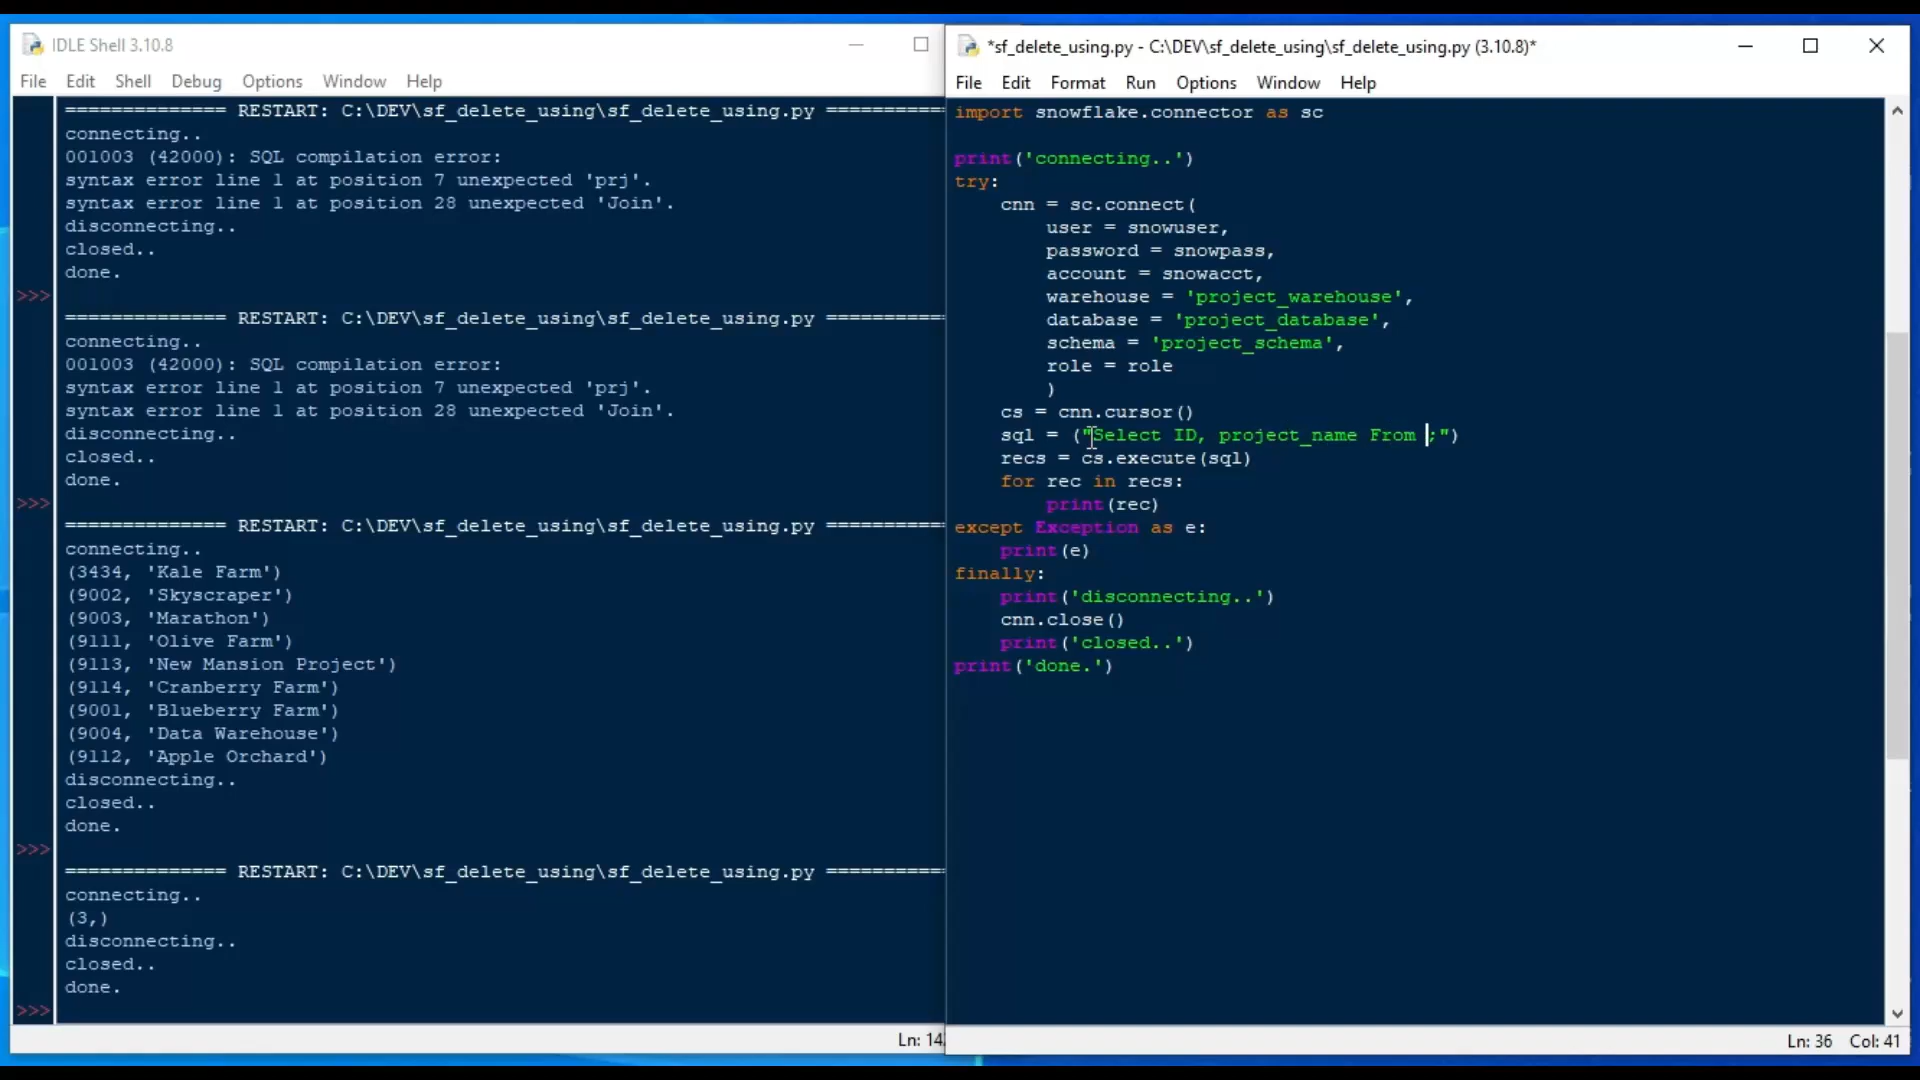 IDLE Shell 3.10.8
File Edit Shell Debug Options Window Help
============== RESTART: C:\DEV\sf_delete_using\sf_delete_using.py ===========
connecting..
001003 (42000): SQL compilation error:
syntax error line 1 at position 7 unexpected 'prj'.
syntax error line 1 at position 28 unexpected 'Join'.
disconnecting..
closed..
done.
>>>
============== RESTART: C:\DEV\sf_delete_using\sf_delete_using.py ===========
connecting..
001003 (42000): SQL compilation error:
syntax error line 1 at position 7 unexpected 'prj'.
syntax error line 1 at position 28 unexpected 'Join'.
disconnecting..
closed..
done.
>>>
============== RESTART: C:\DEV\sf_delete_using\sf_delete_using.py ===========
connecting..
(3434, 'Kale Farm')
(9002, 'Skyscraper')
(9003, 'Marathon')
(9111, 'Olive Farm')
(9113, 'New Mansion Project')
(9114, 'Cranberry Farm')
(9001, 'Blueberry Farm')
(9004, 'Data Warehouse')
(9112, 'Apple Orchard')
disconnecting..
closed..
done.
>>>
============== RESTART: C:\DEV\sf_delete_using\sf_delete_using.py ===========
connecting..
(3,)
disconnecting..
closed..
done.
>>>
Ln: 14
*sf_delete_using.py - C:\DEV\sf_delete_using\sf_delete_using.py (3.10.8)*
File Edit Format Run Options Window Help
import snowflake.connector as sc
print('connecting..')
try:
    cnn = sc.connect(
        user = snowuser,
        password = snowpass,
        account = snowacct,
        warehouse = 'project_warehouse',
        database = 'project_database',
        schema = 'project_schema',
        role = role
        )
    cs = cnn.cursor()
    sql = ("Select ID, project_name From ;")
    recs = cs.execute(sql)
    for rec in recs:
        print(rec)
except Exception as e:
    print(e)
finally:
    print('disconnecting..')
    cnn.close()
    print('closed..')
print('done.')
Ln: 36 Col: 41